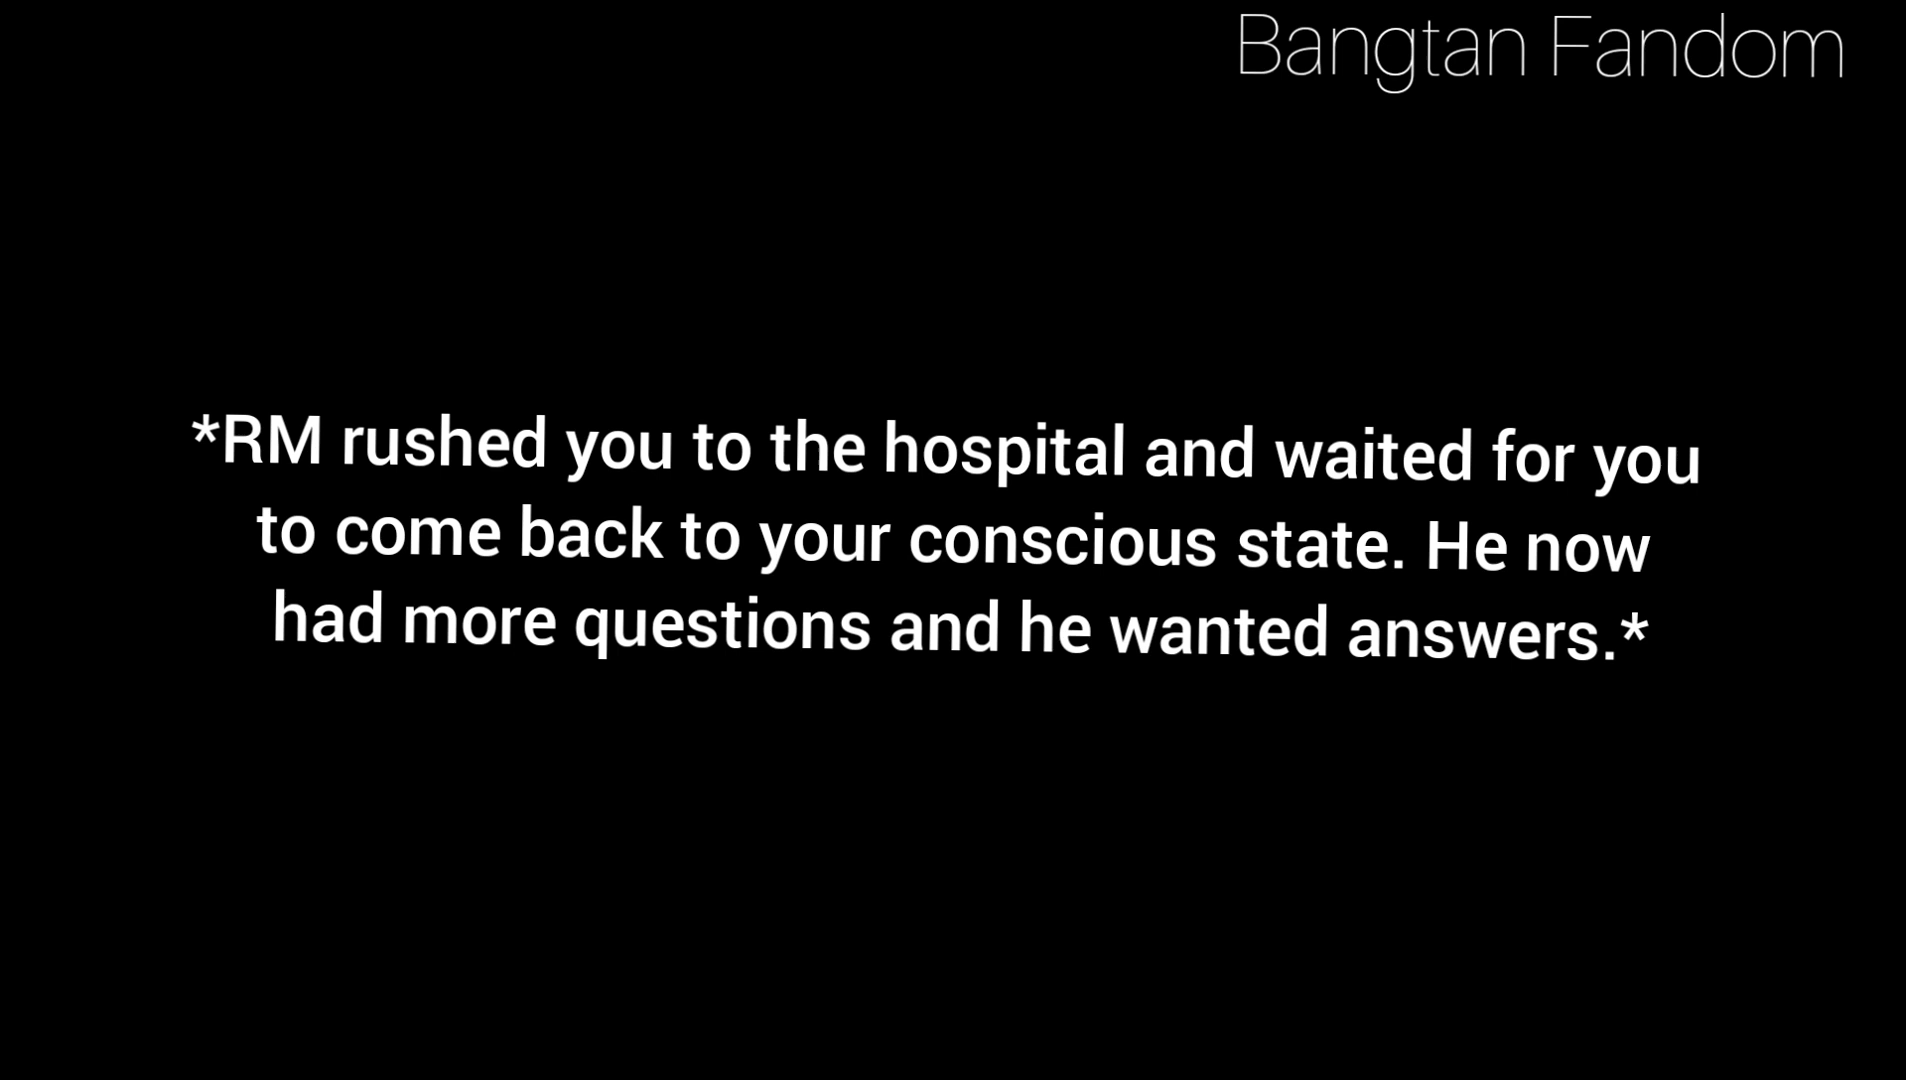 Bangtan Fandom
*RM rushed you to the hospital and waited for you
to come back to your conscious state. He now
had more questions and he wanted answers.*